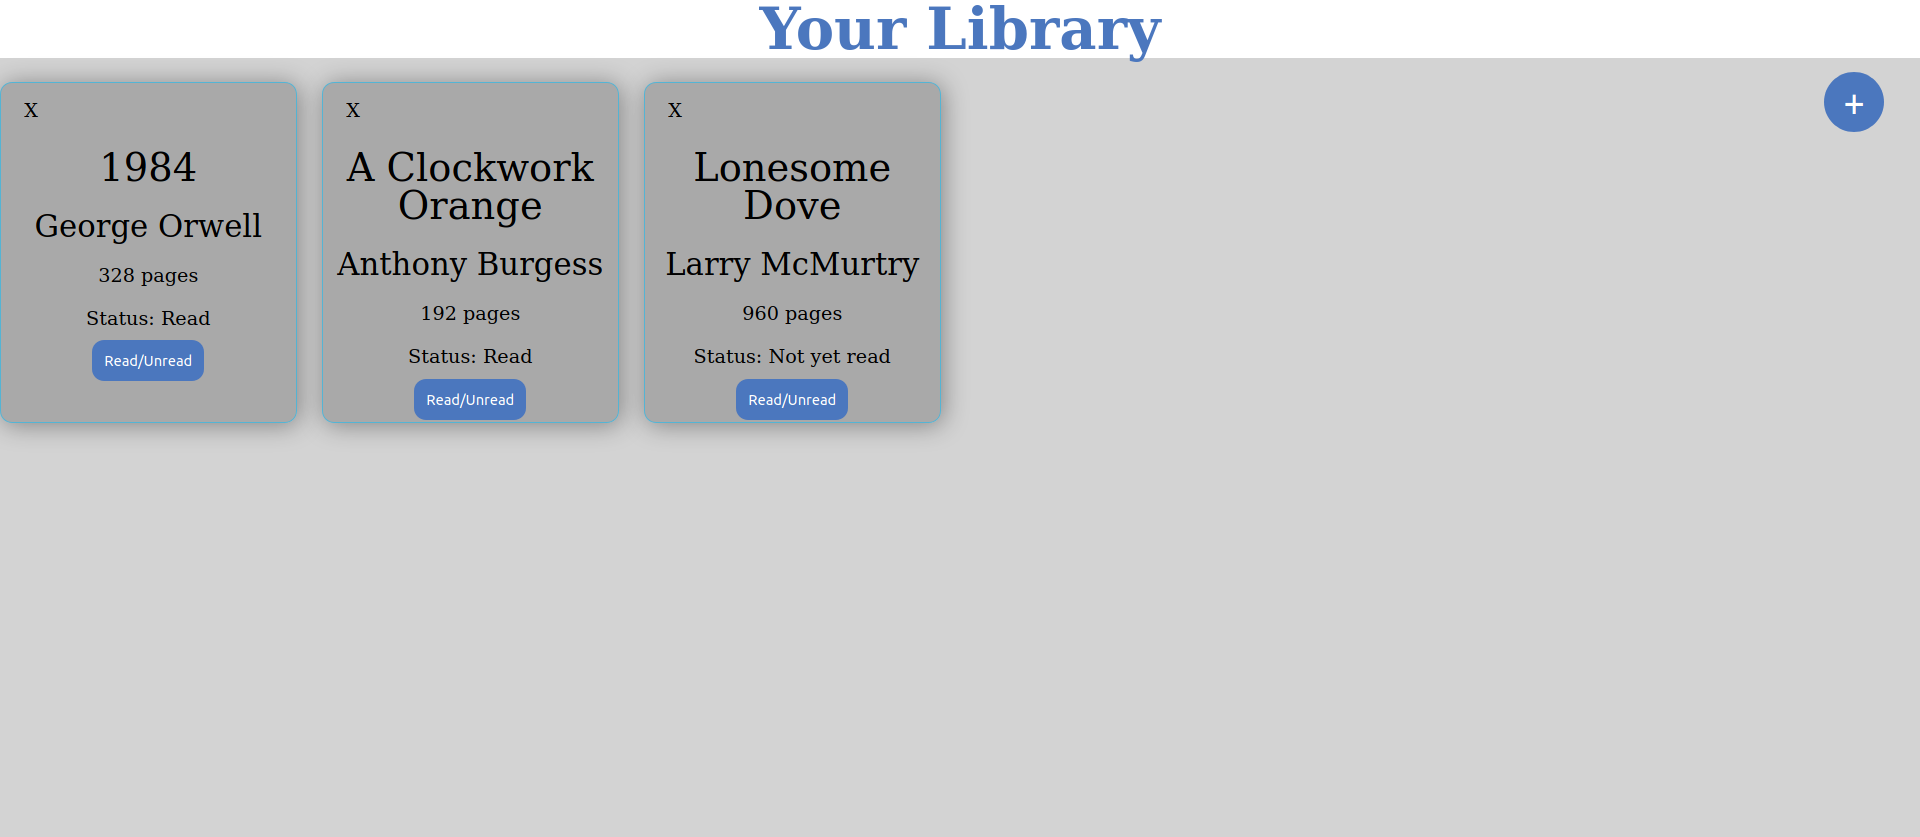 Your Library
+
X
1984
George Orwell
328 pages
Status: Read
Read/Unread
X
A Clockwork
Orange
Anthony Burgess
192 pages
Status: Read
Read/Unread
X
Lonesome
Dove
Larry McMurtry
960 pages
Status: Not yet read
Read/Unread